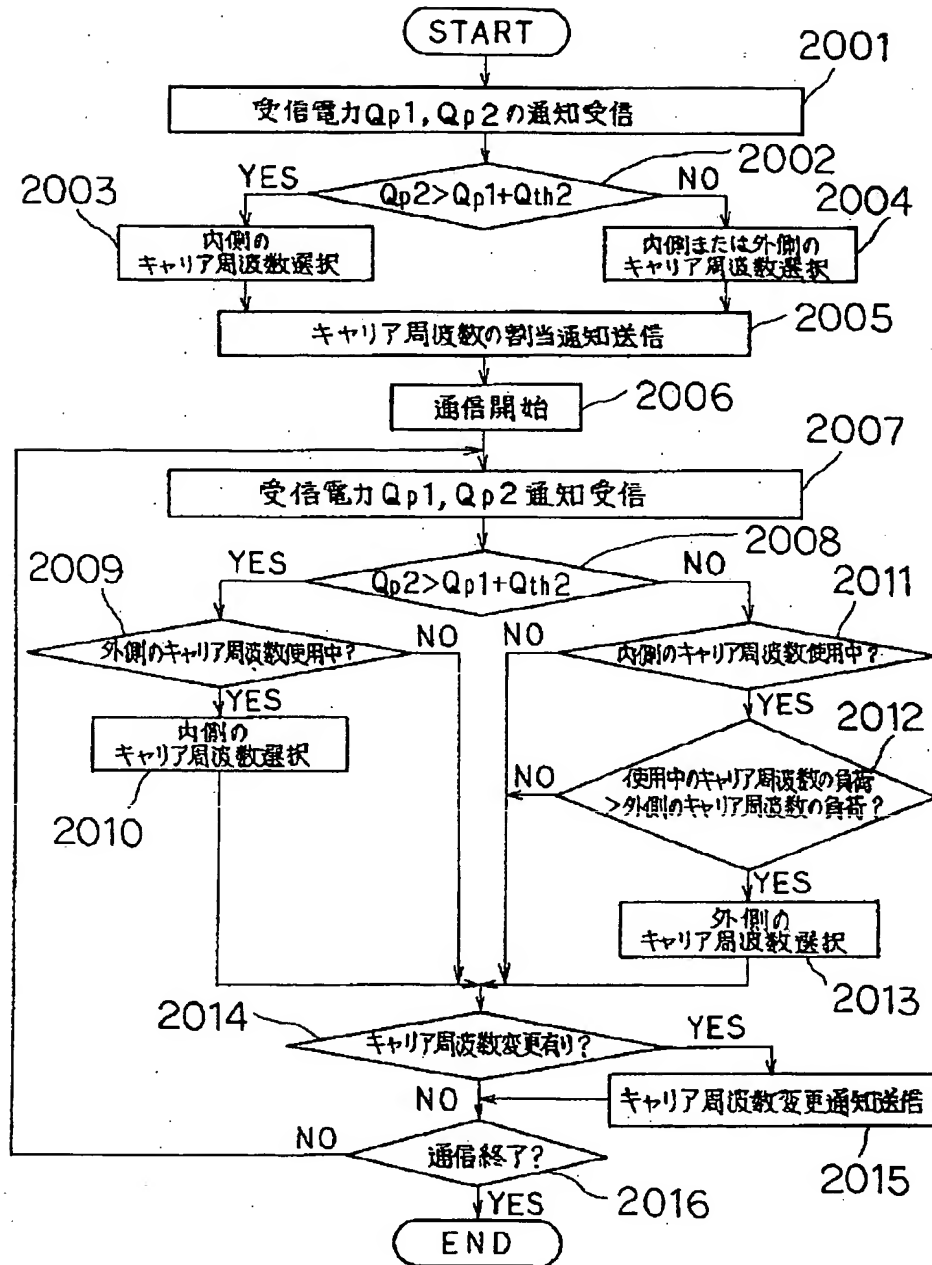 START
2001
受信電力Qp1,Qp2の通知受信
2002
YES
Qp2>Qp1+Qth2
NO
2003
2004
内側の
キャリア周波数選択
内側または外側の
キャリア周波数選択
キャリア周波数の割当通知送信
2005
通信開始
2006
2007
受信電力Qp1,Qp2通知受信
2008
YES
Qp2>Qp1+Qth2
NO
2009
2011
外側のキャリア周波数使用中?
NO
NO
内側のキャリア周波数使用中?
YES
YES
内側の
キャリア周波数選択
2010
2012
NO
使用中のキャリア周波数の負荷
>外側のキャリア周波数の負荷?
YES
外側の
キャリア周波数選択
2013
2014
キャリア周波数変更有り?
YES
NO
キャリア周波数変更通知送信
2015
NO
通信終了?
2016
YES
END